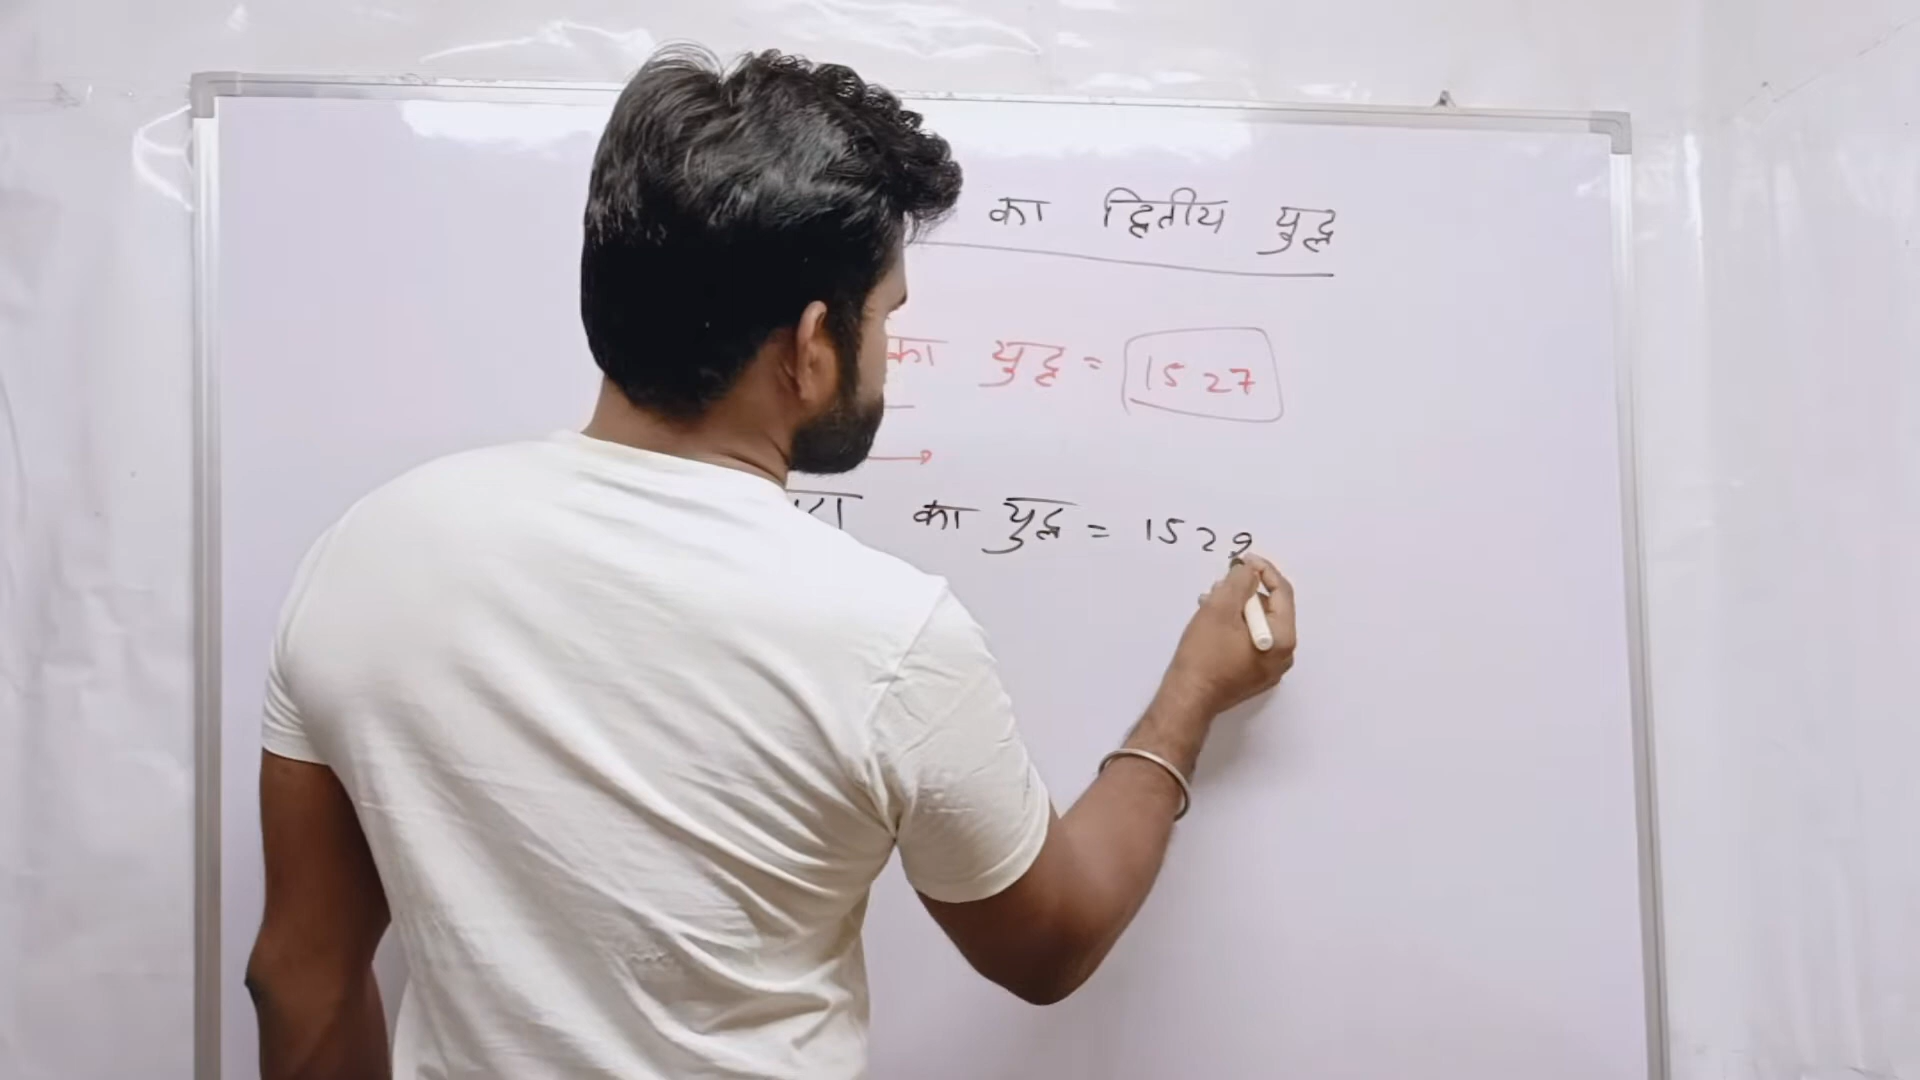 का द्वितीय युद्ध
का युद्ध = 1527
का युद्ध = 1529